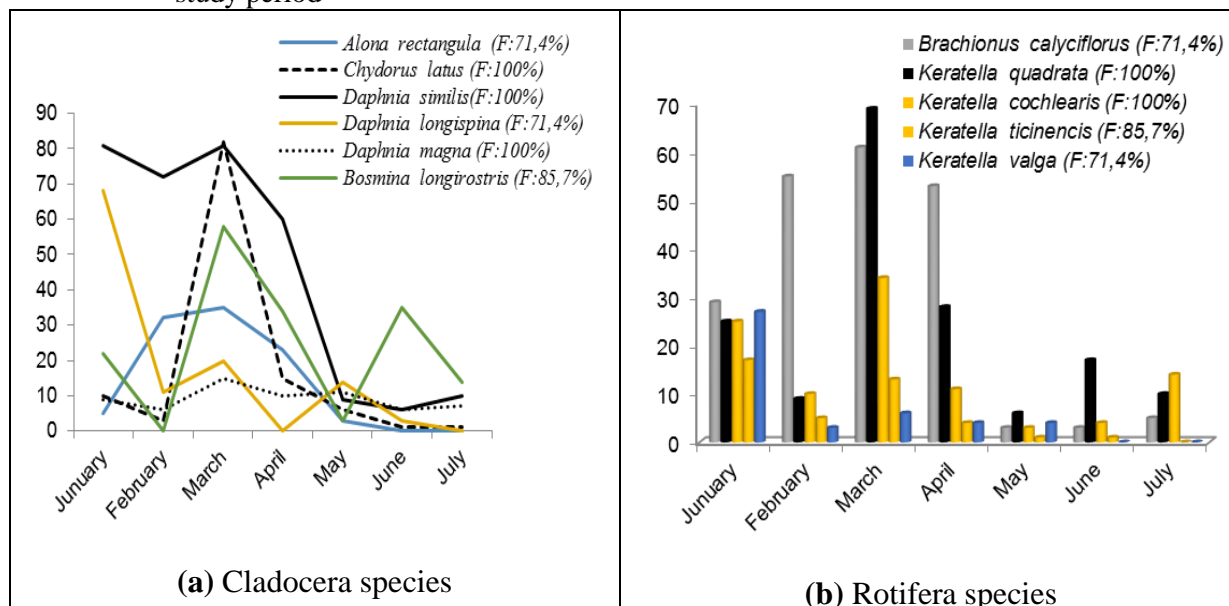 study period
Alona rectangula (F:71,4%)
Chydorus latus (F:100%)
Daphnia similis(F:100%)
Daphnia longispina (F:71,4%)
Daphnia magna (F:100%)
Bosmina longirostris (F:85,7%)
90
80
70
60
50
40
30
20
10
0
Junuary
February
March
April
May
June
July
(a) Cladocera species
Brachionus calyciflorus (F:71,4%)
Keratella quadrata (F:100%)
Keratella cochlearis (F:100%)
Keratella ticinencis (F:85,7%)
Keratella valga (F:71,4%)
70
60
50
40
30
20
10
0
Junuary
February
March
April
May
June
July
(b) Rotifera species